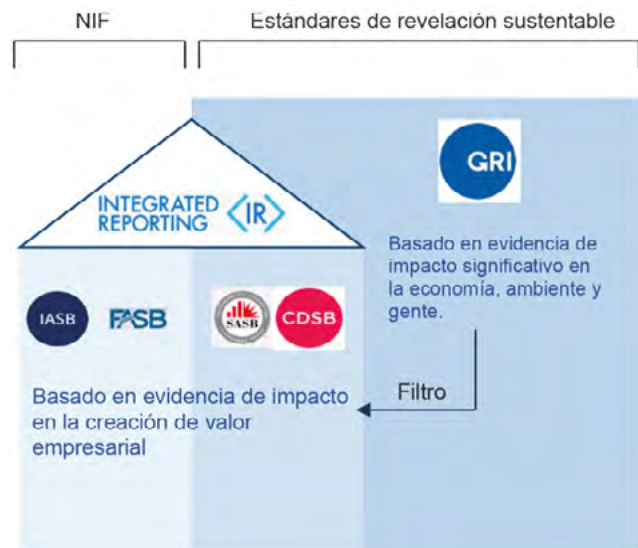 NIF
Estándares de revelación sustentable
GRI
INTEGRATED
REPORTING
<IR>
Basado en evidencia de
impacto significativo en
la economía, ambiente y
gente.
IASB
FASB
SASB
CDSB
Filtro
Basado en evidencia de impacto
en la creación de valor
empresarial